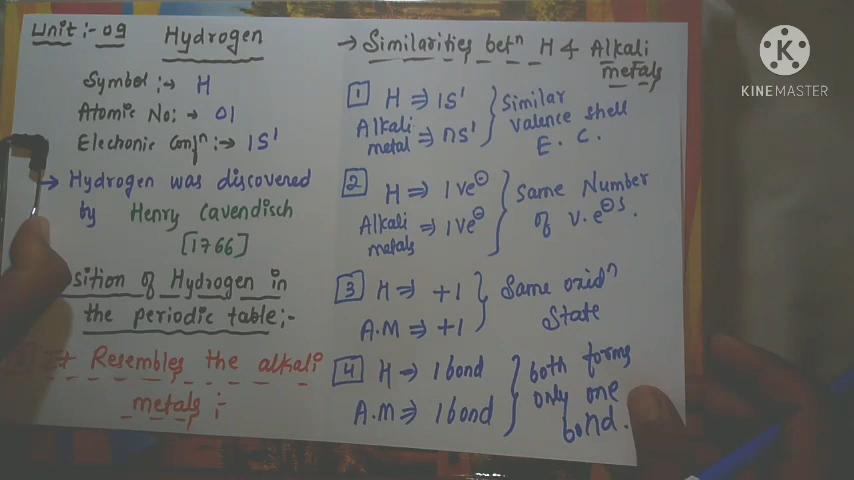 Unit :- 09 Hydrogen
Symbol :→ H
Atomic No: → 01
Electronic Confⁿ :→ 1S¹
→ Hydrogen was discovered
by Henry Cavendisch
[1766]
sition of Hydrogen in
the periodic table;-
It Resembles the alkali
metals ;-
→ Similarities betⁿ H & Alkali
metals
1 H ⇒ 1S¹
Alkali
metal ⇒ nS¹
Similar
valence shell
E. C.
2 H ⇒ 1ve⊖
Alkali
metals ⇒ 1ve⊖
Same Number
of v.e⊖s.
3 H ⇒ +1
A.M ⇒ +1
Same oxidⁿ
State
4 H → 1 bond
A.M ⇒ 1 bond
both forms
only one
bond.
K
KINEMASTER